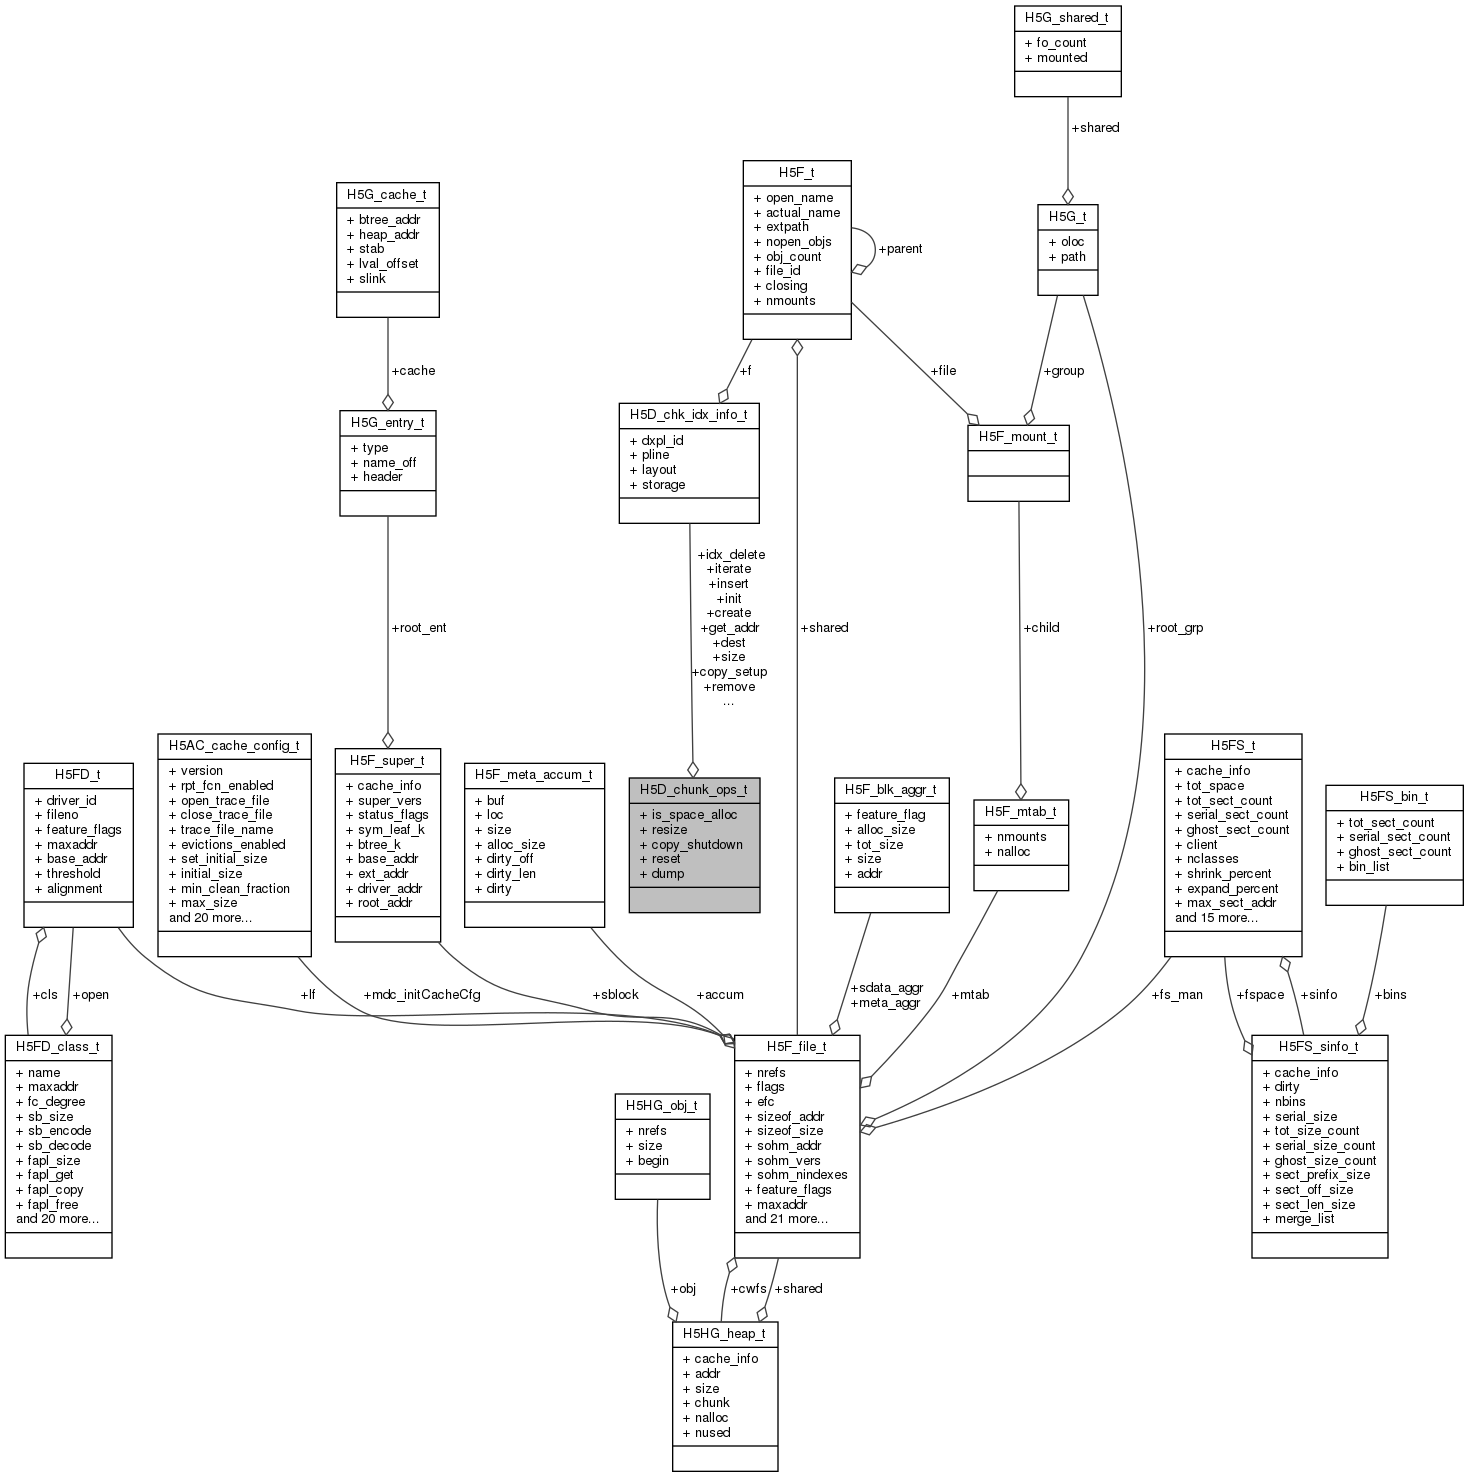 H5G_shared_t
+ fo_count
+ mounted
+shared
H5F_t
+ open_name
+ actual_name
+ extpath
+ nopen_objs
+ obj_count
+ file_id
+ closing
+ nmounts
+parent
H5G_cache_t
+ btree_addr
+ heap_addr
+ stab
+ lval_offset
+ slink
H5G_t
+ oloc
+ path
+cache
+f
+file
+group
H5G_entry_t
+ type
+ name_off
+ header
H5D_chk_idx_info_t
+ dxpl_id
+ pline
+ layout
+ storage
H5F_mount_t
+root_ent
+idx_delete
+iterate
+insert
+init
+create
+get_addr
+dest
+size
+copy_setup
+remove
...
+shared
+child
+root_grp
H5FD_t
+ driver_id
+ fileno
+ feature_flags
+ maxaddr
+ base_addr
+ threshold
+ alignment
H5AC_cache_config_t
+ version
+ rpt_fcn_enabled
+ open_trace_file
+ close_trace_file
+ trace_file_name
+ evictions_enabled
+ set_initial_size
+ initial_size
+ min_clean_fraction
+ max_size
and 20 more...
H5F_super_t
+ cache_info
+ super_vers
+ status_flags
+ sym_leaf_k
+ btree_k
+ base_addr
+ ext_addr
+ driver_addr
+ root_addr
H5F_meta_accum_t
+ buf
+ loc
+ size
+ alloc_size
+ dirty_off
+ dirty_len
+ dirty
H5D_chunk_ops_t
+ is_space_alloc
+ resize
+ copy_shutdown
+ reset
+ dump
H5F_blk_aggr_t
+ feature_flag
+ alloc_size
+ tot_size
+ size
+ addr
H5F_mtab_t
+ nmounts
+ nalloc
H5FS_t
+ cache_info
+ tot_space
+ tot_sect_count
+ serial_sect_count
+ ghost_sect_count
+ client
+ nclasses
+ shrink_percent
+ expand_percent
+ max_sect_addr
and 15 more...
H5FS_bin_t
+ tot_sect_count
+ serial_sect_count
+ ghost_sect_count
+ bin_list
+cls
+open
+lf
+mdc_initCacheCfg
+sblock
+accum
+sdata_aggr
+meta_aggr
+mtab
+fs_man
+fspace
+sinfo
+bins
H5FD_class_t
+ name
+ maxaddr
+ fc_degree
+ sb_size
+ sb_encode
+ sb_decode
+ fapl_size
+ fapl_get
+ fapl_copy
+ fapl_free
and 20 more...
H5HG_obj_t
+ nrefs
+ size
+ begin
H5F_file_t
+ nrefs
+ flags
+ efc
+ sizeof_addr
+ sizeof_size
+ sohm_addr
+ sohm_vers
+ sohm_nindexes
+ feature_flags
+ maxaddr
and 21 more...
H5FS_sinfo_t
+ cache_info
+ dirty
+ nbins
+ serial_size
+ tot_size_count
+ serial_size_count
+ ghost_size_count
+ sect_prefix_size
+ sect_off_size
+ sect_len_size
+ merge_list
+obj
+cwfs
+shared
H5HG_heap_t
+ cache_info
+ addr
+ size
+ chunk
+ nalloc
+ nused